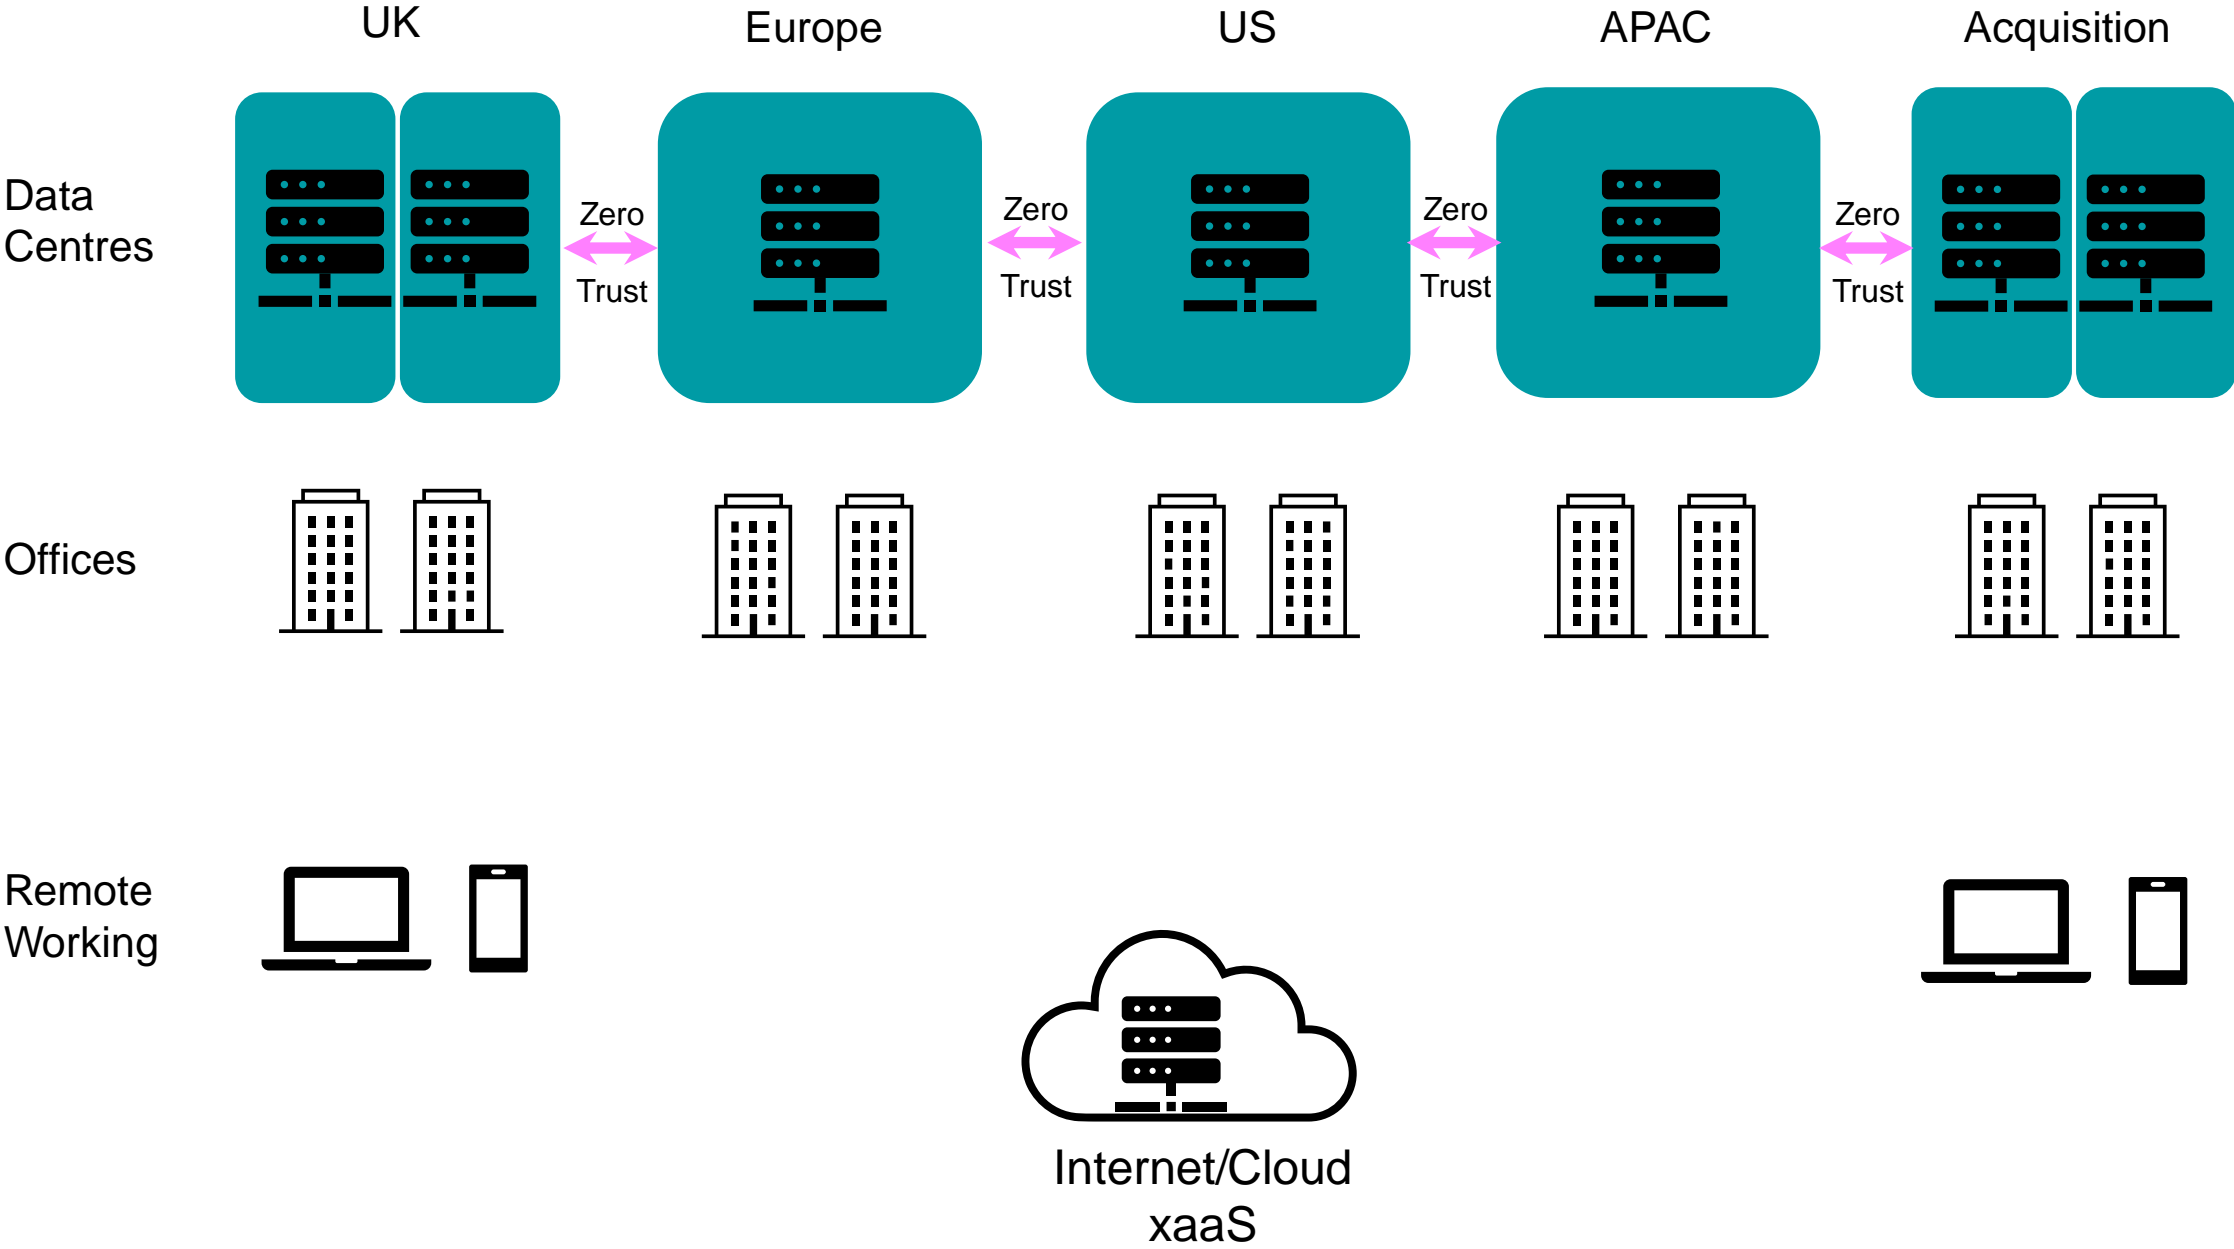 UK
Europe
US
APAC
Acquisition
Data
Centres
Zero
Trust
Zero
Trust
Zero
Trust
Zero
Trust
Offices
Remote
Working
Internet/Cloud
xaaS